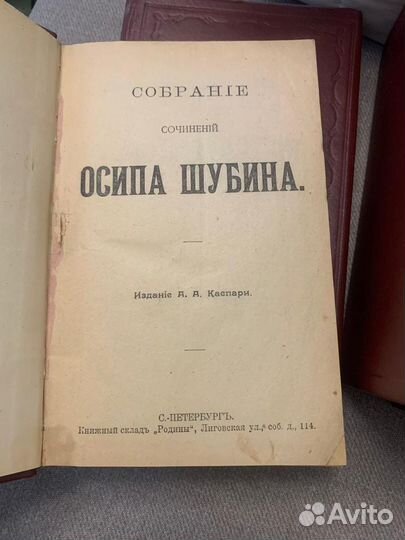 СОБРАНІЕ
СОЧИНЕНІЙ
ОСИПА ШУБИНА.
Изданіе А. А. Каспари.
С.-ПЕТЕРБУРГЪ.
Книжный складъ „Родины“, Лиговская ул., соб. д., 114.
Avito